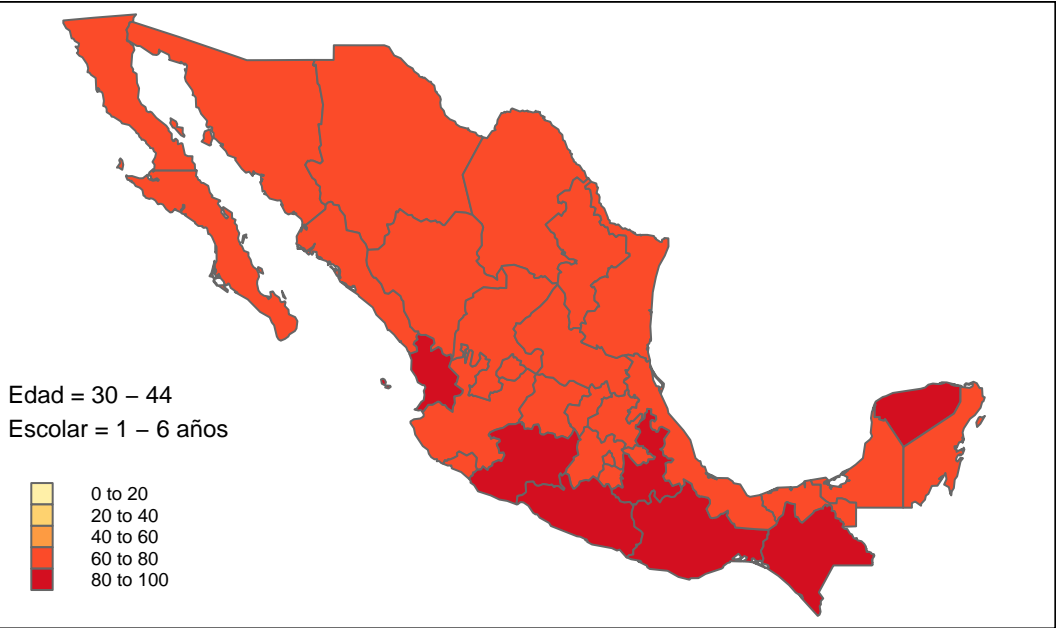 Edad = 30 − 44
Escolar = 1 − 6 años
0 to 20
20 to 40
40 to 60
60 to 80
80 to 100